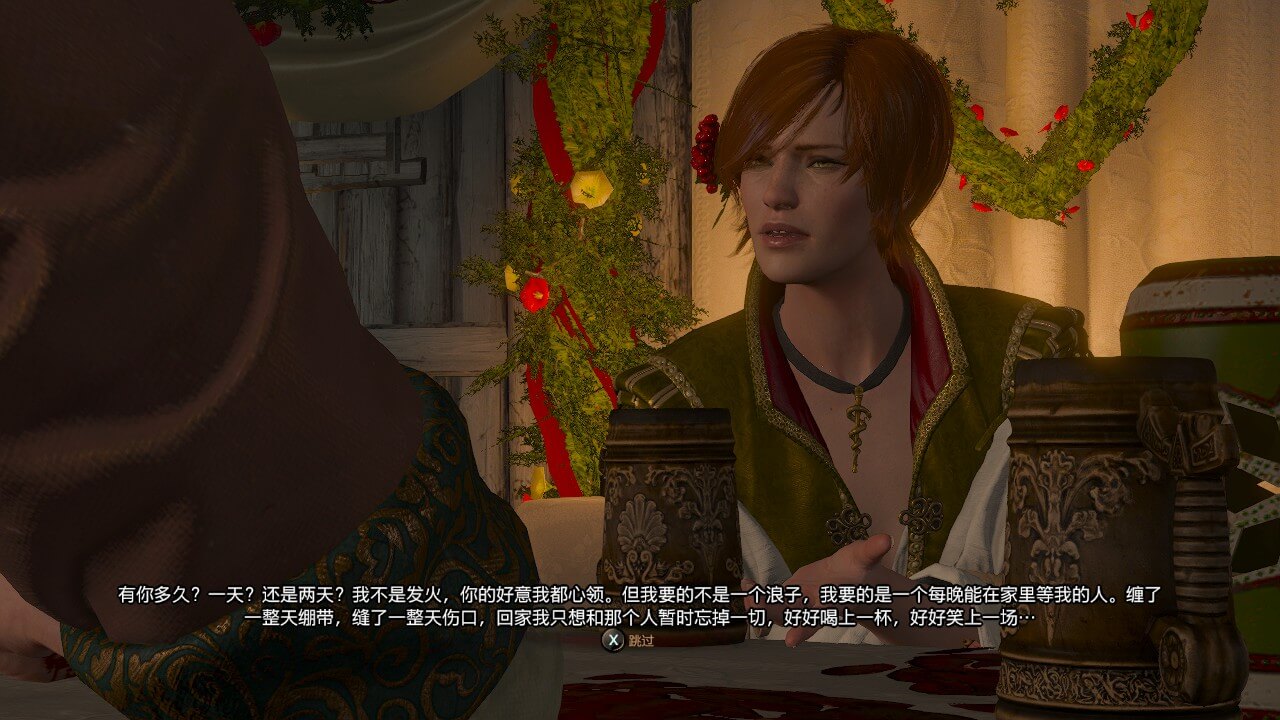 有你多久？一天？还是两天？我不是发火，你的好意我都心领。但我要的不是一个浪子，我要的是一个每晚能在家里等我的人。缠了
一整天绷带，缝了一整天伤口，回家我只想和那个人暂时忘掉一切，好好喝上一杯，好好笑上一场…
X 跳过